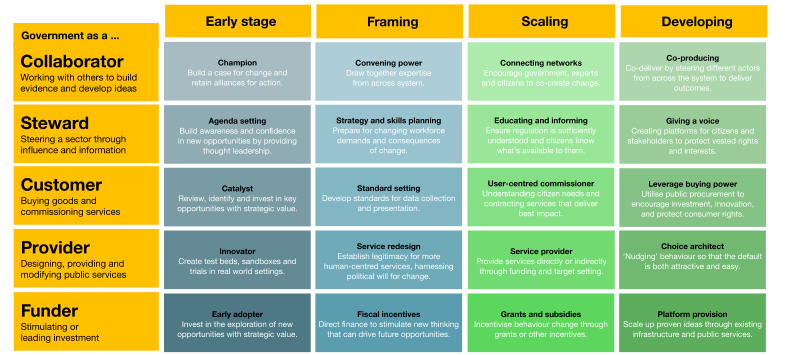 Government as a ...
Early stage
Framing
Scaling
Developing
Collaborator
Working with others to build
evidence and develop ideas
Champion
Build a case for change and
retain alliances for action.
Convening power
Draw together expertise
from across system.
Connecting networks
Encourage government, experts
and citizens to co-create change.
Co-producing
Co-deliver by steering different actors
from across the system to deliver
outcomes.
Steward
Steering a sector through
influence and information
Agenda setting
Build awareness and confidence
in new opportunities by providing
thought leadership.
Strategy and skills planning
Prepare for changing workforce
demands and consequences
of change.
Educating and informing
Ensure regulation is sufficiently
understood and citizens know
what's available to them.
Giving a voice
Creating platforms for citizens and
stakeholders to protect vested rights
and interests.
Customer
Buying goods and
commissioning services
Catalyst
Review, identify and invest in key
opportunities with strategic value.
Standard setting
Develop standards for data collection
and presentation.
User-centred commissioner
Understanding citizen needs and
contracting services that deliver
best impact.
Leverage buying power
Utilise public procurement to
encourage investment, innovation,
and protect consumer rights.
Provider
Designing, providing and
modifying public services
Innovator
Create test beds, sandboxes and
trials in real world settings.
Service redesign
Establish legitimacy for more
human-centred services, harnessing
political will for change.
Service provider
Provide services directly or indirectly
through funding and target setting.
Choice architect
'Nudging' behaviour so that the default
is both attractive and easy.
Funder
Stimulating or
leading investment
Early adopter
Invest in the exploration of new
opportunities with strategic value.
Fiscal incentives
Direct finance to stimulate new thinking
that can drive future opportunities.
Grants and subsidies
Incentivise behaviour change through
grants or other incentives.
Platform provision
Scale up proven ideas through existing
infrastructure and public services.